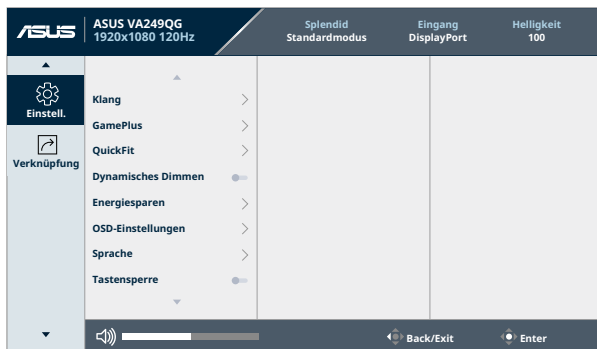 ASUS
ASUS VA249QG
1920x1080 120Hz
Splendid
Standardmodus
Eingang
DisplayPort
Helligkeit
100
Einstell.
Verknüpfung
Klang
GamePlus
QuickFit
Dynamisches Dimmen
Energiesparen
OSD-Einstellungen
Sprache
Tastensperre
Back/Exit
Enter